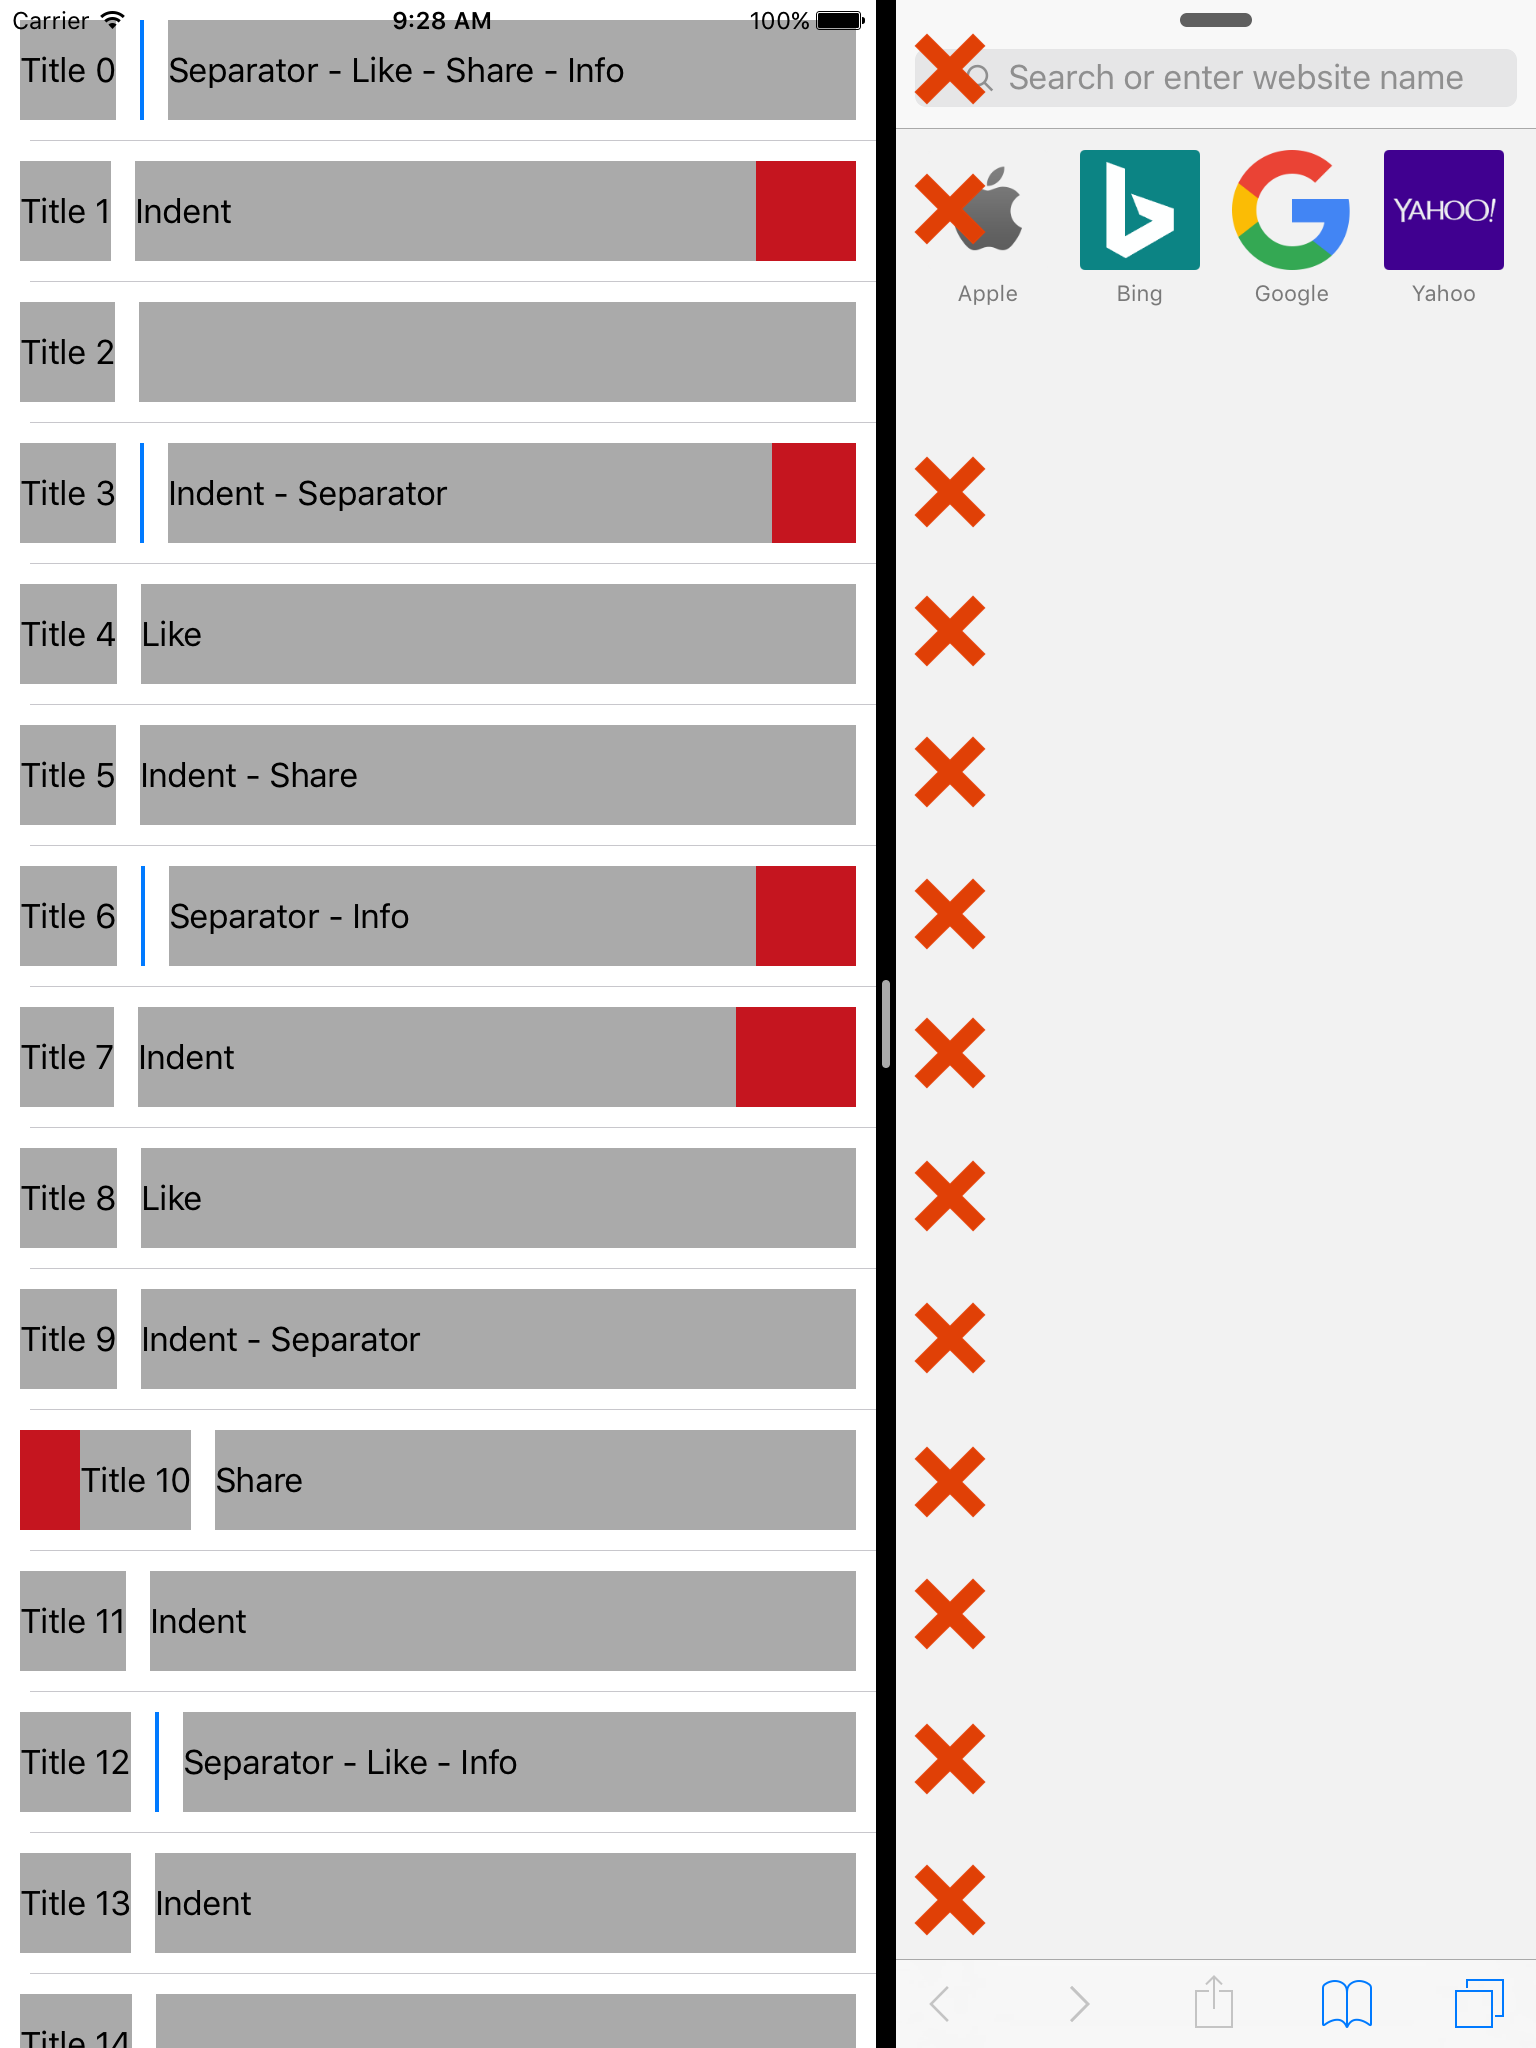 Carrier 9:28 AM 100%
Title 0 Separator - Like - Share - Info
Title 1 Indent
Title 2
Title 3 Indent - Separator
Title 4 Like
Title 5 Indent - Share
Title 6 Separator - Info
Title 7 Indent
Title 8 Like
Title 9 Indent - Separator
Title 10 Share
Title 11 Indent
Title 12 Separator - Like - Info
Title 13 Indent
Title 14
Search or enter website name
YAHOO!
Apple Bing Google Yahoo